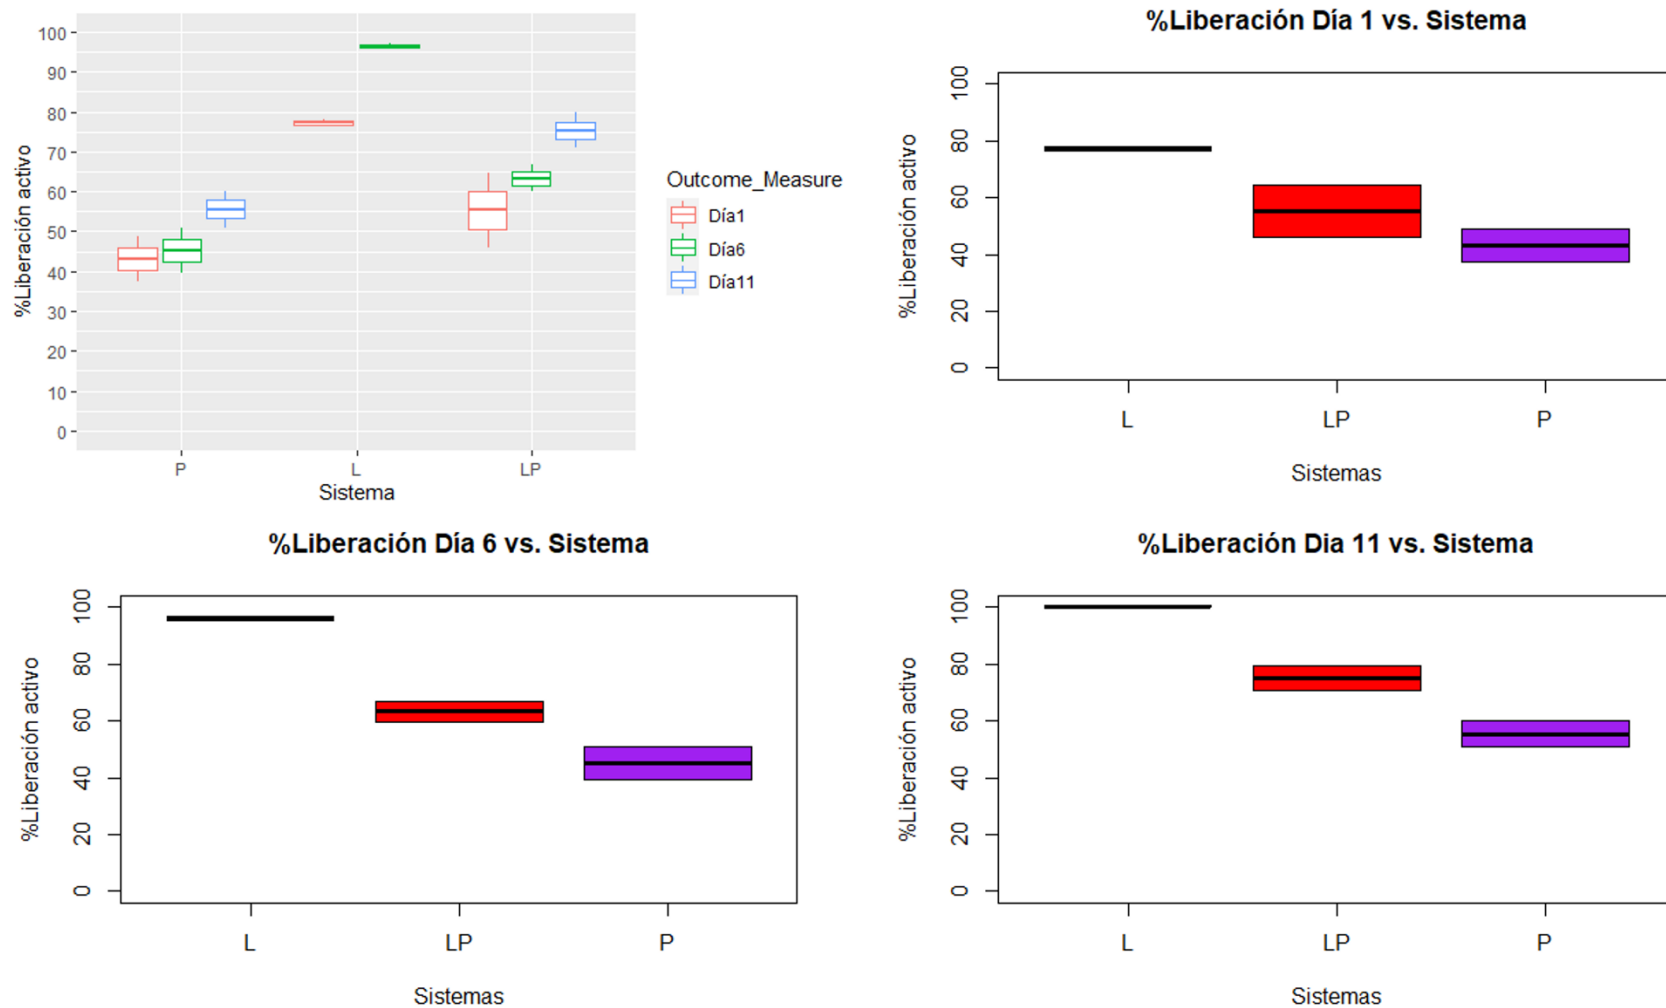 100
90
80
70
60
50
40
30
20
10
0
%Liberación activo
P L LP
Sistema
Outcome_Measure
Día1
Día6
Día11
%Liberación Día 1 vs. Sistema
100
80
60
40
20
0
%Liberación activo
L LP P
Sistemas
%Liberación Día 6 vs. Sistema
100
80
60
40
20
0
%Liberación activo
L LP P
Sistemas
%Liberación Dia 11 vs. Sistema
100
80
60
40
20
0
%Liberación activo
L LP P
Sistemas